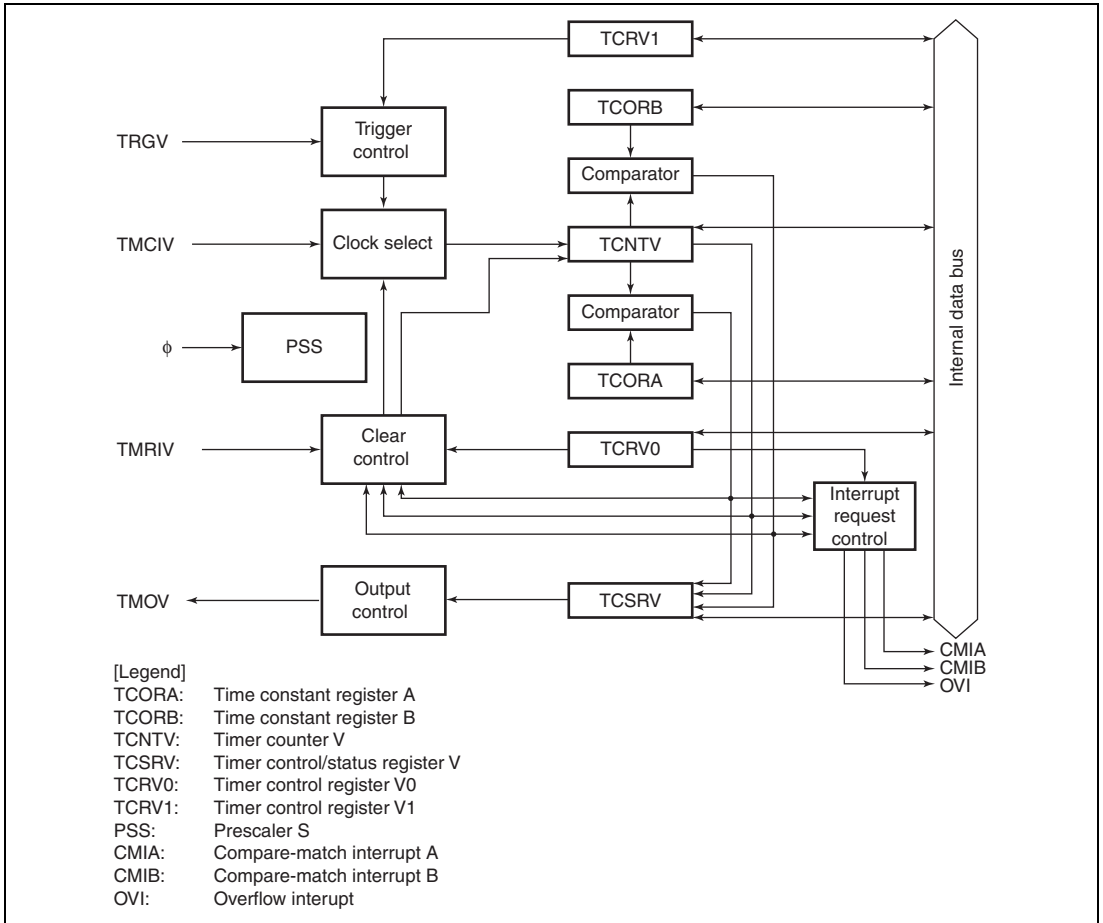 TCRV1
TCORB
TRGV
Trigger
control
Comparator
TMCIV
Clock select
TCNTV
Internal data bus
Comparator
ϕ
PSS
TCORA
TMRIV
Clear
control
TCRV0
Interrupt
request
control
TMOV
Output
control
TCSRV
CMIA
CMIB
OVI
[Legend]
TCORA: Time constant register A
TCORB: Time constant register B
TCNTV: Timer counter V
TCSRV: Timer control/status register V
TCRV0: Timer control register V0
TCRV1: Timer control register V1
PSS: Prescaler S
CMIA: Compare-match interrupt A
CMIB: Compare-match interrupt B
OVI: Overflow interupt